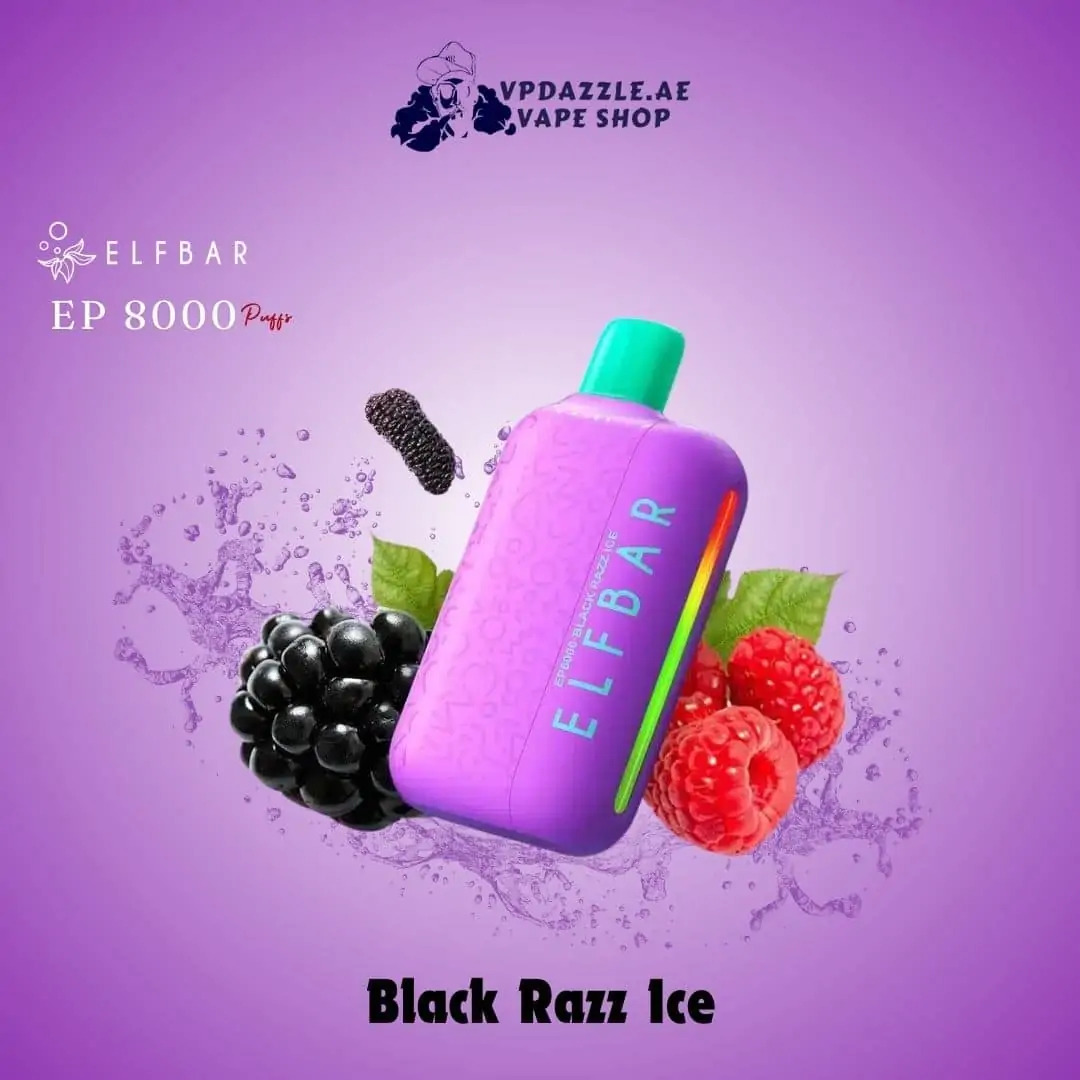 VPDAZZLE.AE
VAPE SHOP
ELFBAR
EP 8000 Puffs
EP8000 BLACK RAZZ ICE
ELFBAR
Black Razz Ice